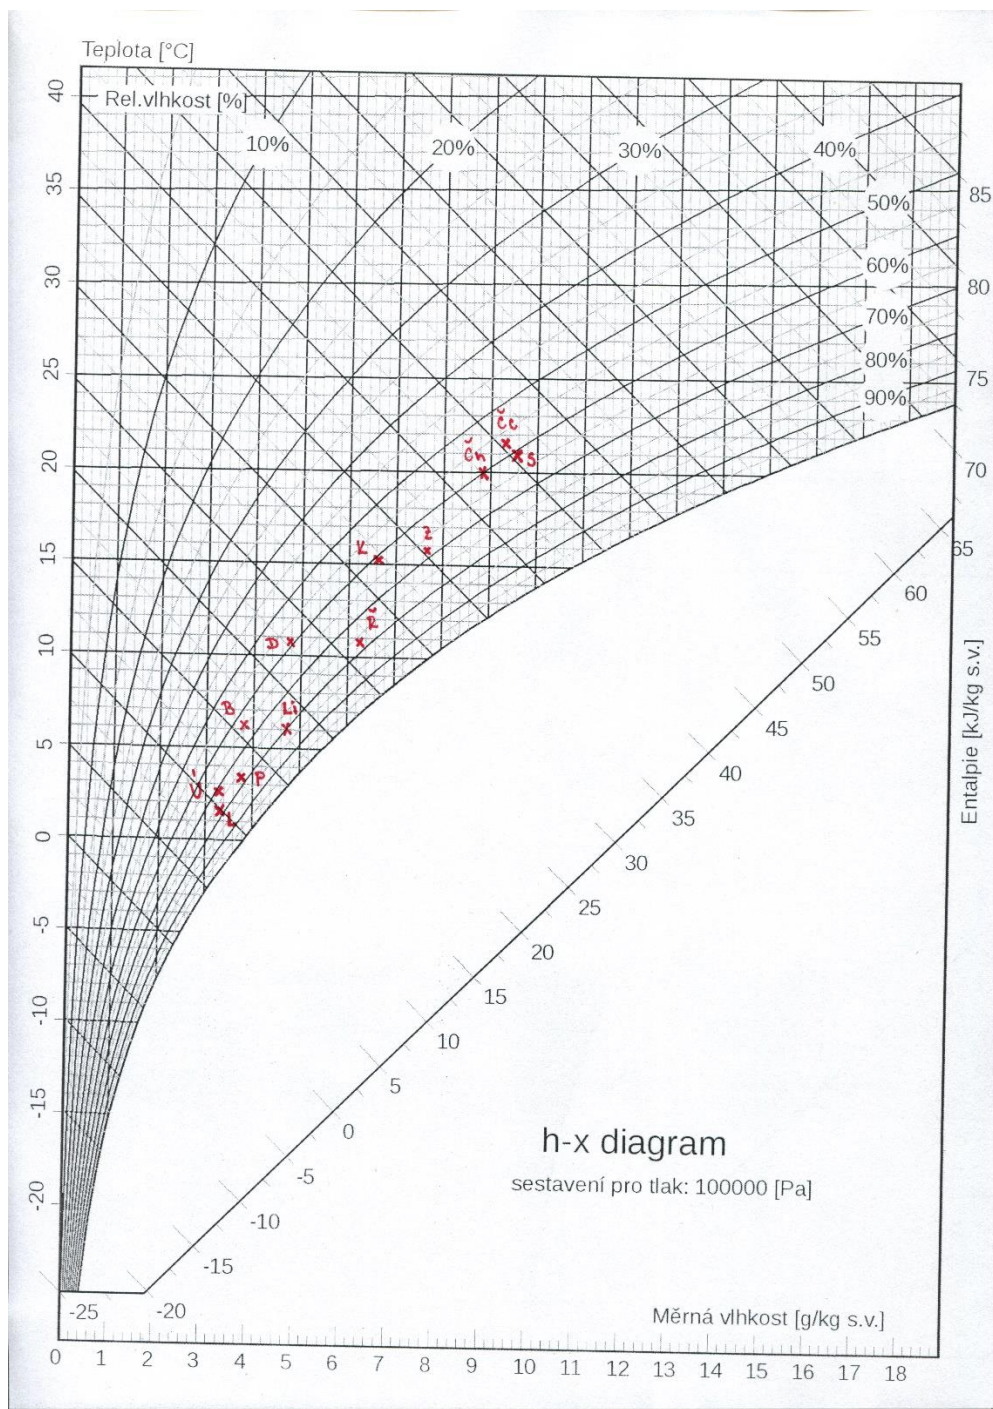 Teplota [°C]
40
Rel.vlhkost [%]
10%
20%
30%
40%
35
85
50%
60%
30
80
70%
80%
25
75
90%
Čc
Čn
S
20
70
Z
K
15
65
60
Ř
D
10
55
50
B
Li
5
45
Ú
P
40
L
0
35
30
Entalpie [kJ/kg s.v.]
25
-5
20
15
-10
10
5
-15
0
h-x diagram
-5
sestavení pro tlak: 100000 [Pa]
-20
-10
-15
-25
-20
Měrná vlhkost [g/kg s.v.]
0 1 2 3 4 5 6 7 8 9 10 11 12 13 14 15 16 17 18